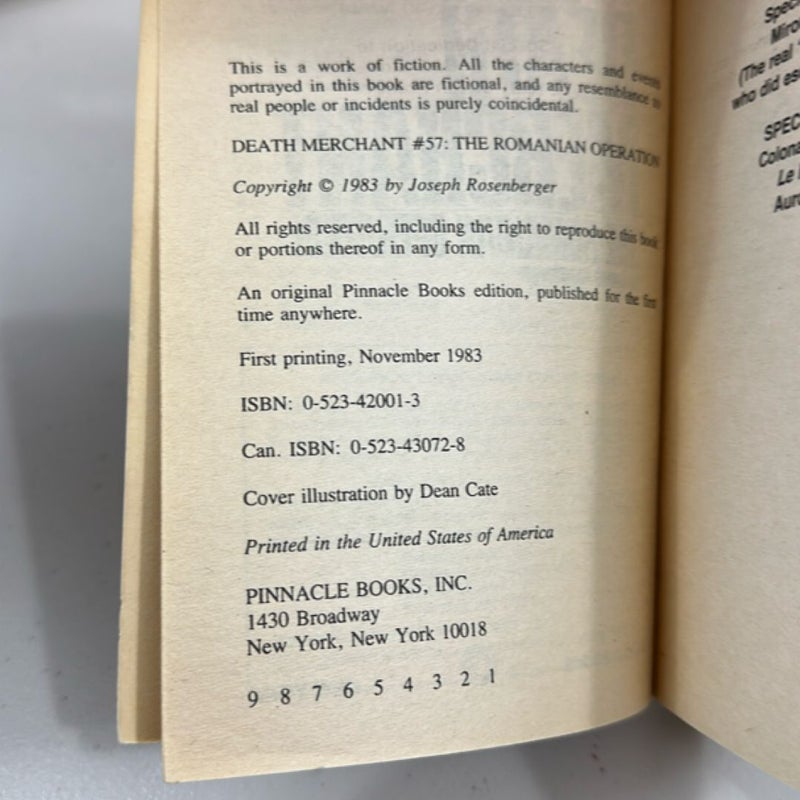 This is a work of fiction. All the characters and events
portrayed in this book are fictional, and any resemblance to
real people or incidents is purely coincidental.
DEATH MERCHANT #57: THE ROMANIAN OPERATION
Copyright © 1983 by Joseph Rosenberger
All rights reserved, including the right to reproduce this book
or portions thereof in any form.
An original Pinnacle Books edition, published for the first
time anywhere.
First printing, November 1983
ISBN: 0-523-42001-3
Can. ISBN: 0-523-43072-8
Cover illustration by Dean Cate
Printed in the United States of America
PINNACLE BOOKS, INC.
1430 Broadway
New York, New York 10018
9 8 7 6 5 4 3 2 1
(The real
who did
SPEC
Le